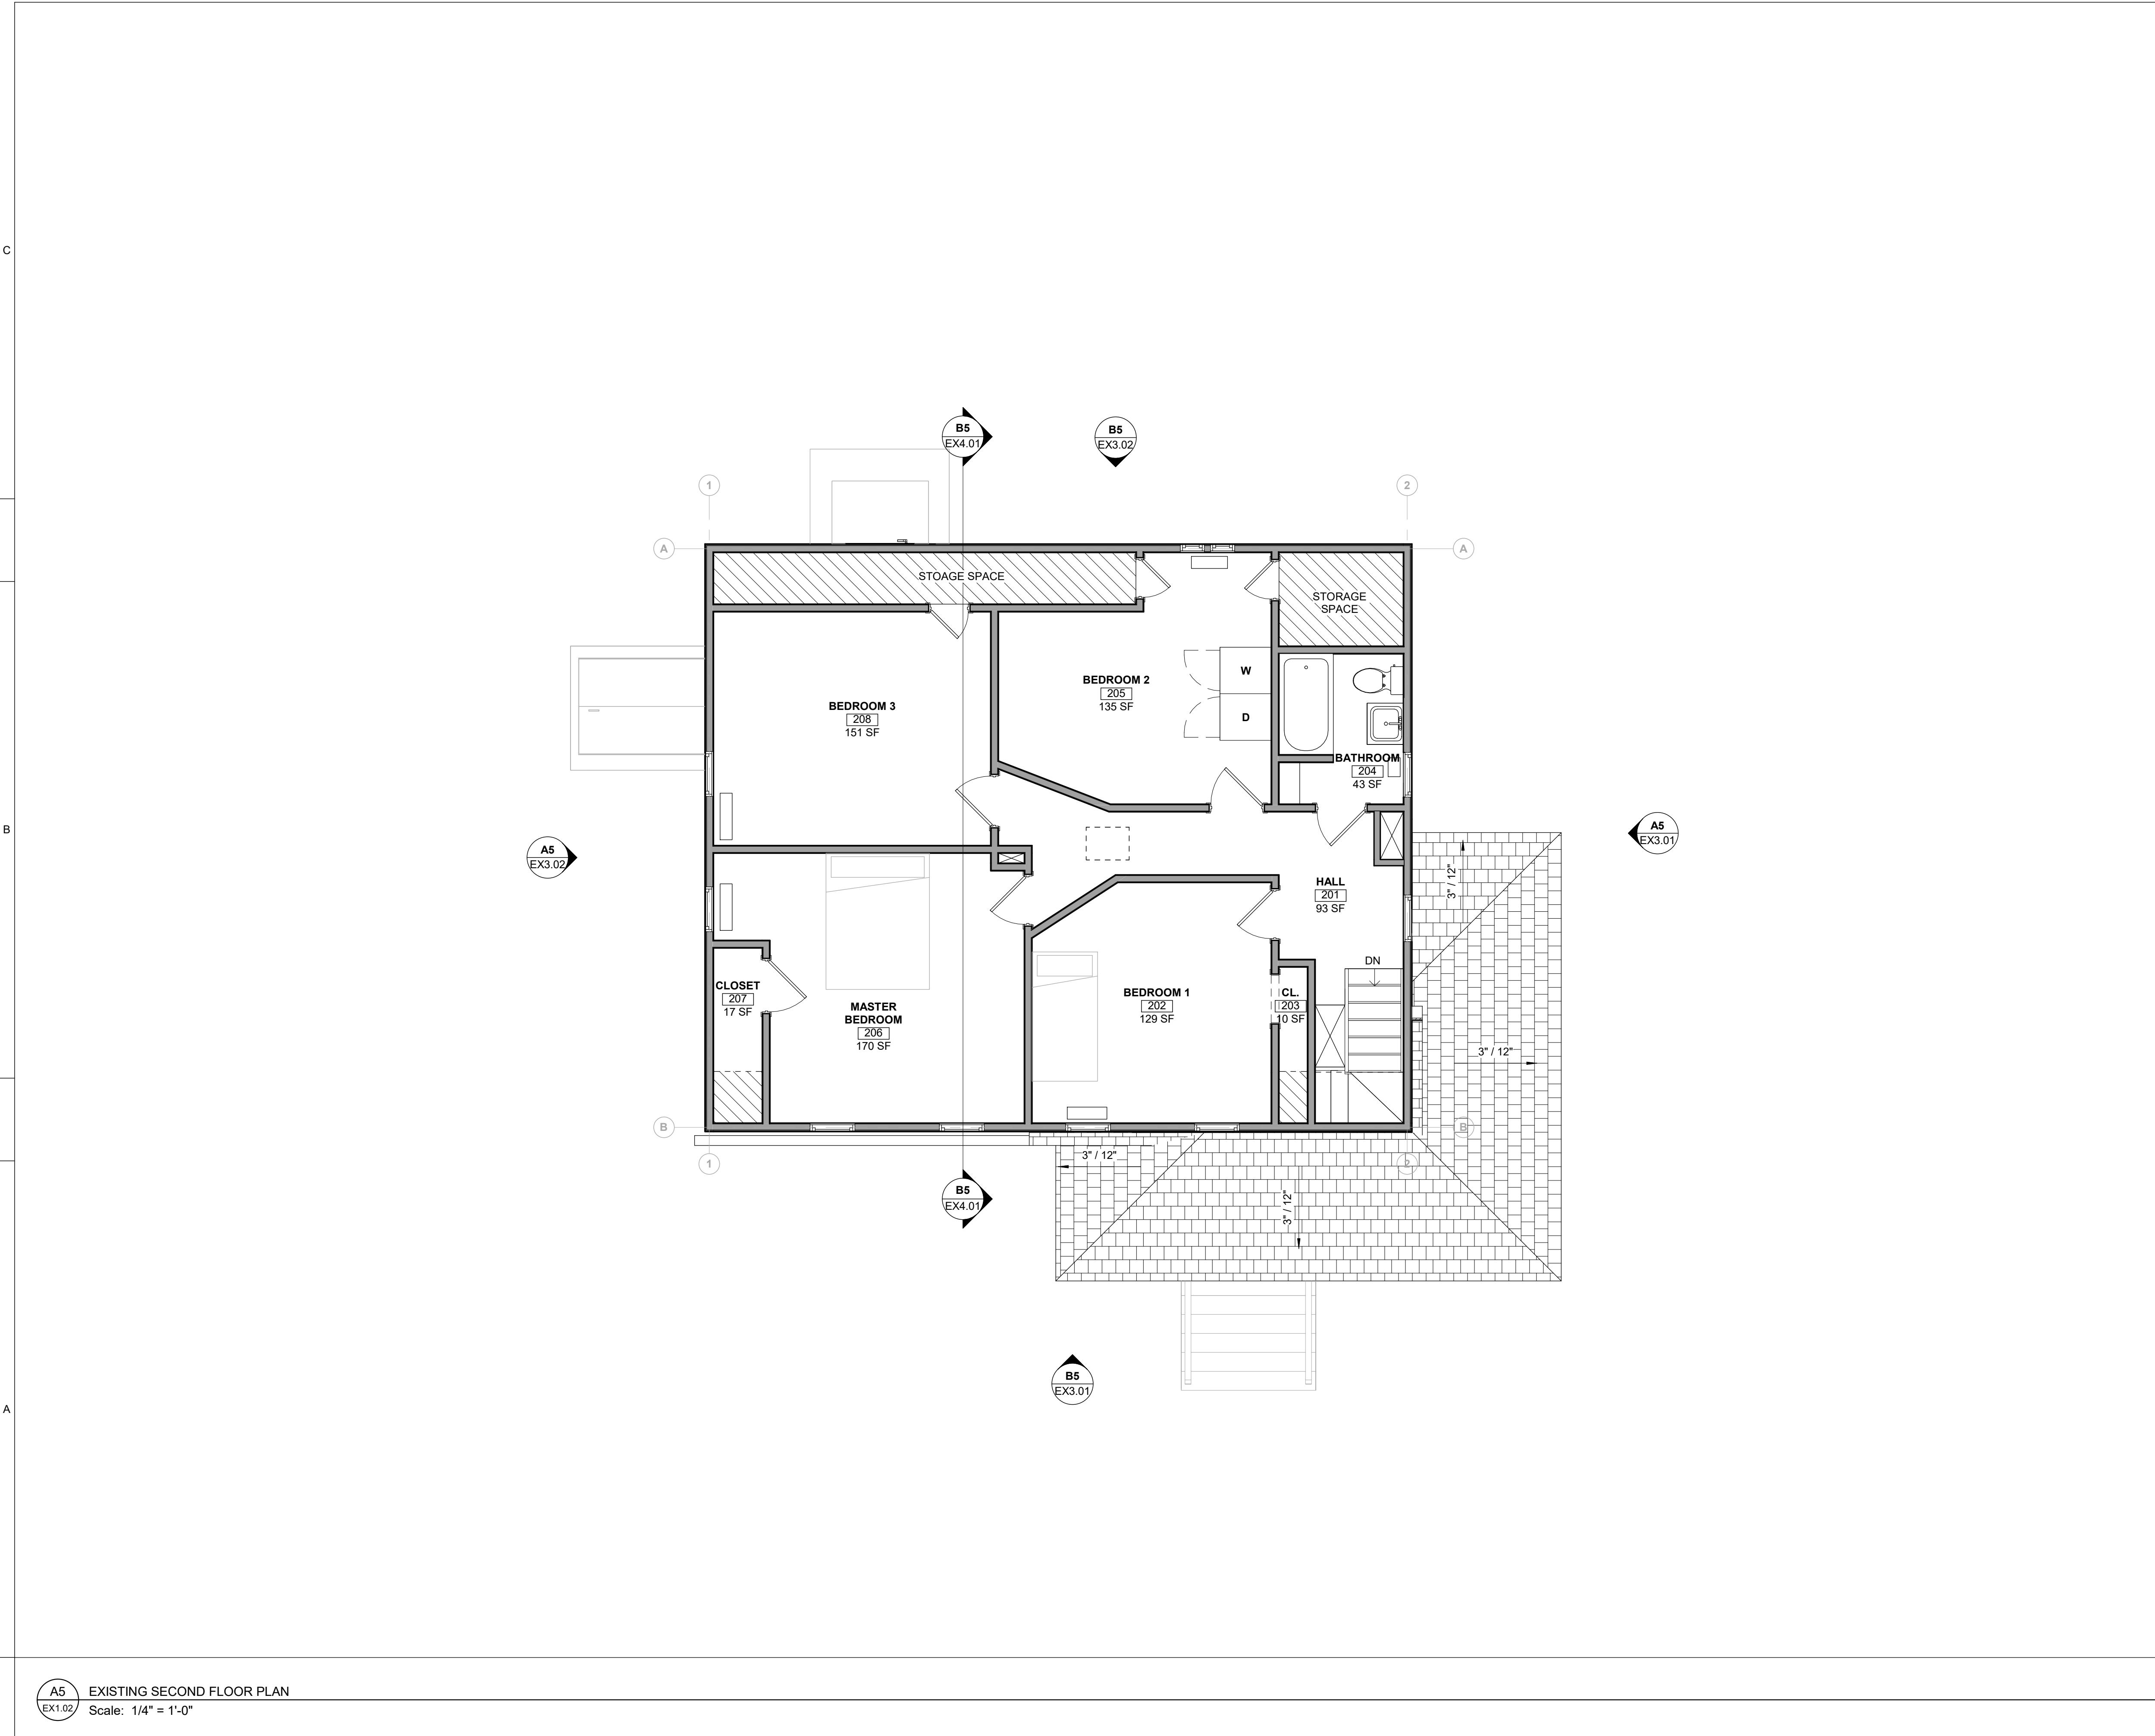 C
B5
EX4.01
B5
EX3.02
1
2
A
A
STOAGE SPACE
STORAGE
SPACE
W
BEDROOM 2
205
135 SF
BEDROOM 3
208
151 SF
D
BATHROOM
204
43 SF
B
A5
EX3.02
A5
EX3.01
3" / 12"
HALL
201
93 SF
DN
CLOSET
207
17 SF
MASTER
BEDROOM
206
170 SF
BEDROOM 1
202
129 SF
CL.
203
10 SF
3" / 12"
B
B
1
2
3" / 12"
B5
EX4.01
3" / 12"
B5
EX3.01
A
A5
EX1.02
EXISTING SECOND FLOOR PLAN
Scale: 1/4" = 1'-0"